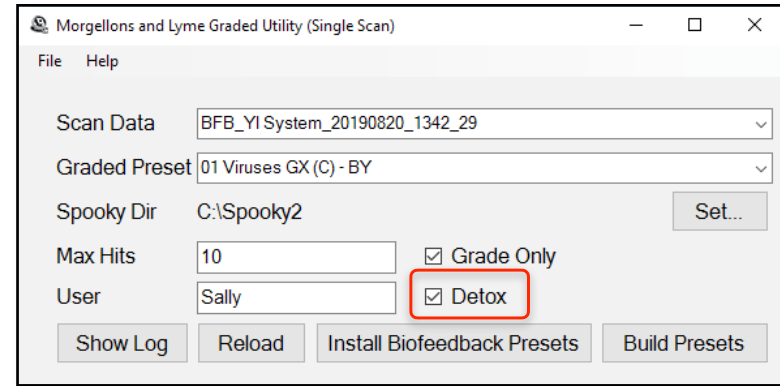 Morgellons and Lyme Graded Utility (Single Scan)
File Help
Scan Data BFB_YI System_20190820_1342_29
Graded Preset 01 Viruses GX (C) - BY
Spooky Dir C:\Spooky2 Set...
Max Hits 10 Grade Only
User Sally Detox
Show Log Reload Install Biofeedback Presets Build Presets